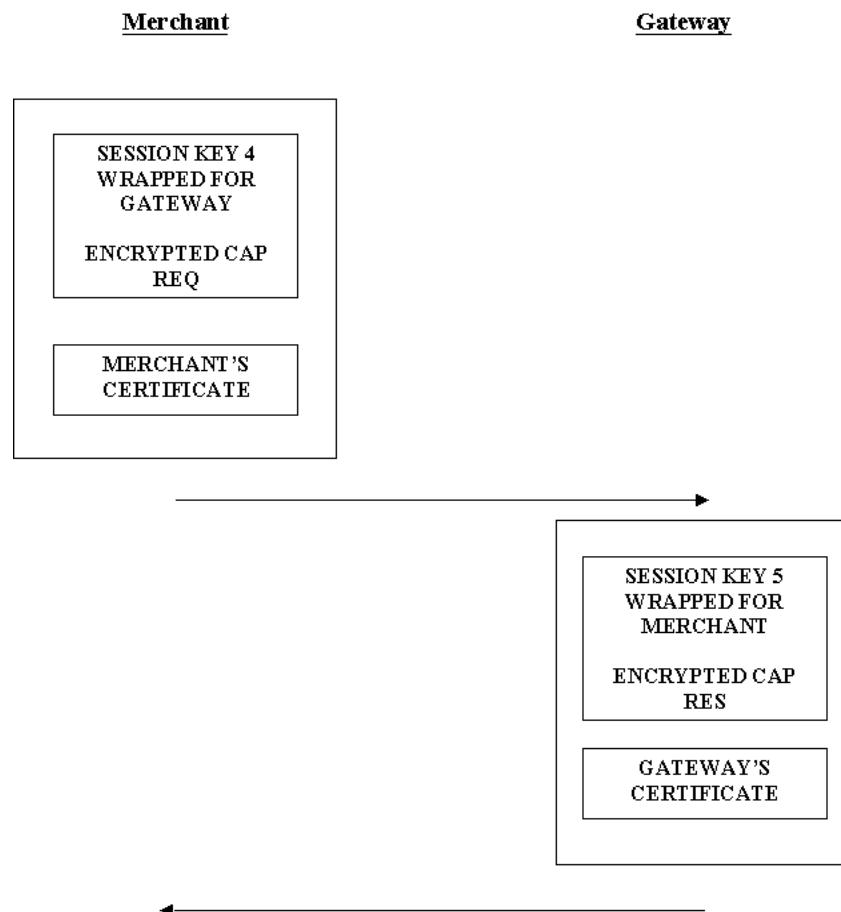 Merchant
Gateway
SESSION KEY 4
WRAPPED FOR
GATEWAY
ENCRYPTED CAP
REQ
MERCHANT'S
CERTIFICATE
SESSION KEY 5
WRAPPED FOR
MERCHANT
ENCRYPTED CAP
RES
GATEWAY'S
CERTIFICATE